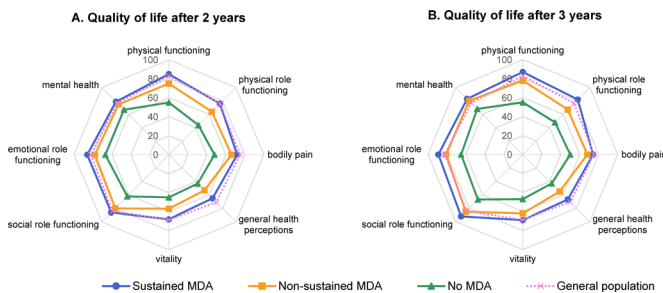 A. Quality of life after 2 years
physical functioning
physical role
functioning
bodily pain
general health
perceptions
vitality
social role functioning
emotional role
functioning
mental health
100
80
60
40
20
0
B. Quality of life after 3 years
physical functioning
physical role
functioning
bodily pain
general health
perceptions
vitality
social role functioning
emotional role
functioning
mental health
100
80
60
40
20
0
Sustained MDA
Non-sustained MDA
No MDA
General population